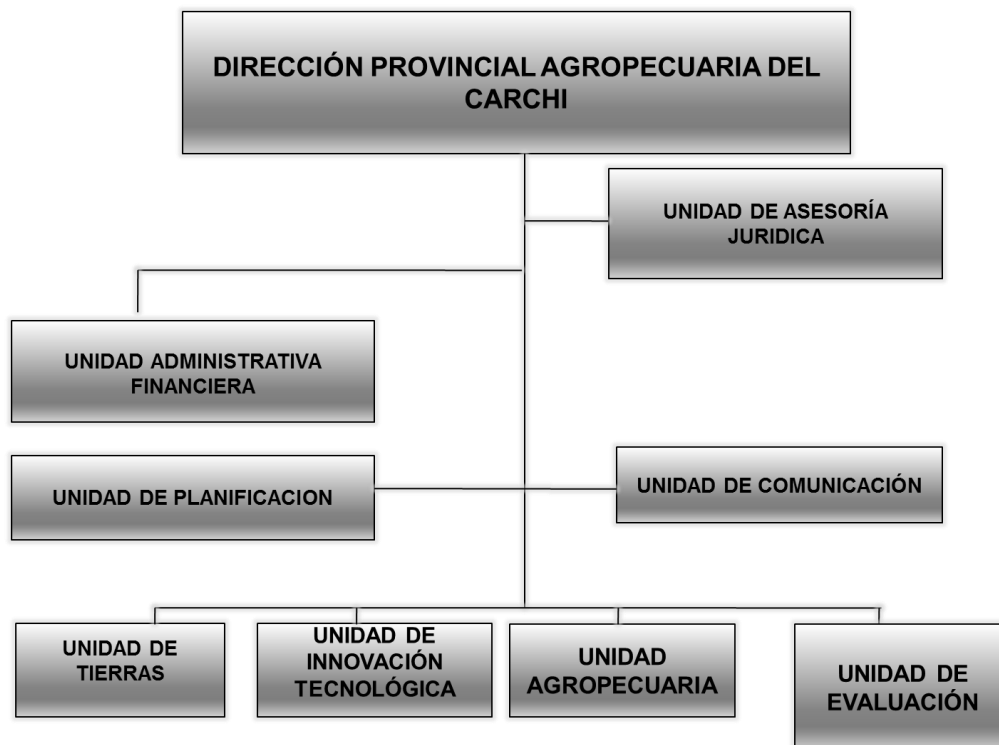 DIRECCIÓN PROVINCIAL AGROPECUARIA DEL
CARCHI
UNIDAD DE ASESORÍA
JURIDICA
UNIDAD ADMINISTRATIVA
FINANCIERA
UNIDAD DE PLANIFICACION
UNIDAD DE COMUNICACIÓN
UNIDAD DE
TIERRAS
UNIDAD DE
INNOVACIÓN
TECNOLÓGICA
UNIDAD
AGROPECUARIA
UNIDAD DE
EVALUACIÓN